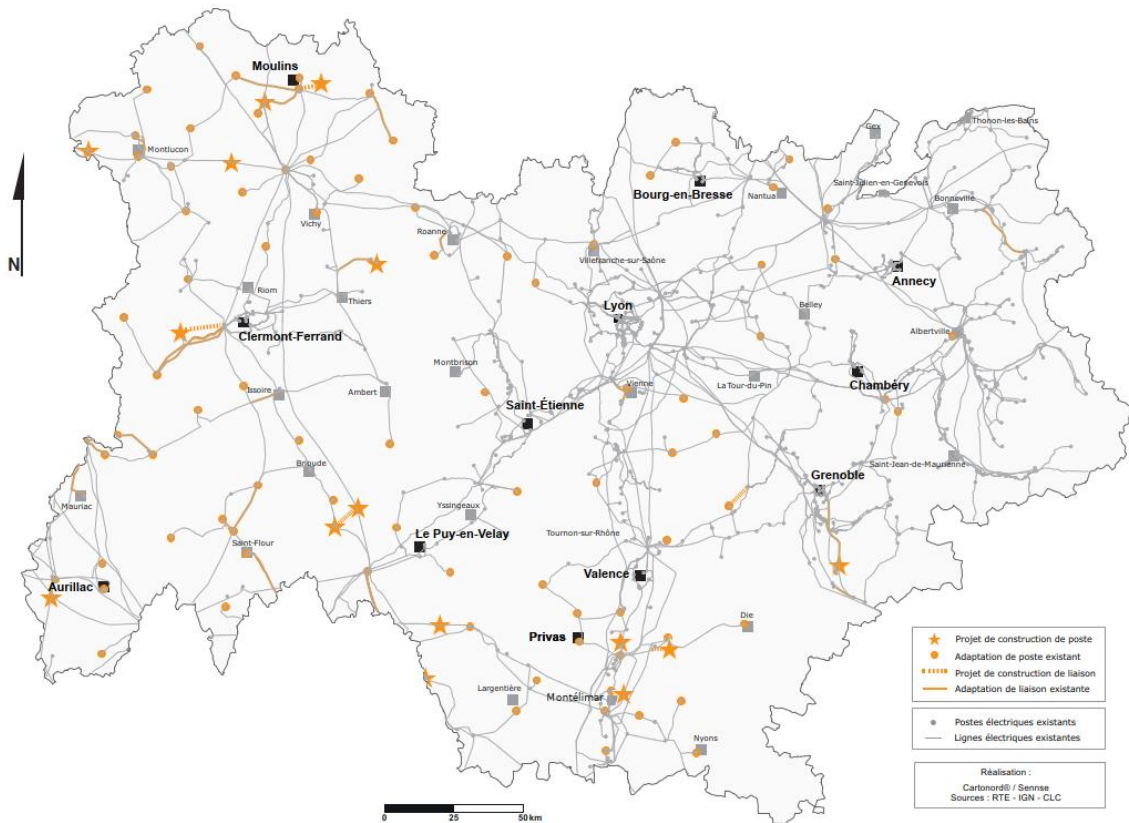 Moulins
Montlucon
Vichy
Roanne
Bourg-en-Bresse
Nantua
Gex
Thonon-les-Bains
Saint-Julien-en-Genevois
Bonneville
Villefranche-sur-Saône
Annecy
N
Riom
Thiers
Clermont-Ferrand
Lyon
Belley
Albertville
Montbrison
Issoire
Ambert
Vienne
La Tour-du-Pin
Chambéry
Saint-Étienne
Brioude
Grenoble
Saint-Jean-de-Maurienne
Mauriac
Yssingeaux
Saint-Flour
Le Puy-en-Velay
Tournon-sur-Rhône
Aurillac
Valence
Privas
Die
Largentière
Montélimar
Nyons
Projet de construction de poste
Adaptation de poste existant
Projet de construction de liaison
Adaptation de liaison existante
Postes électriques existants
Lignes électriques existantes
Réalisation :
Cartonord® / Sennse
Sources : RTE - IGN - CLC
0 25 50 km